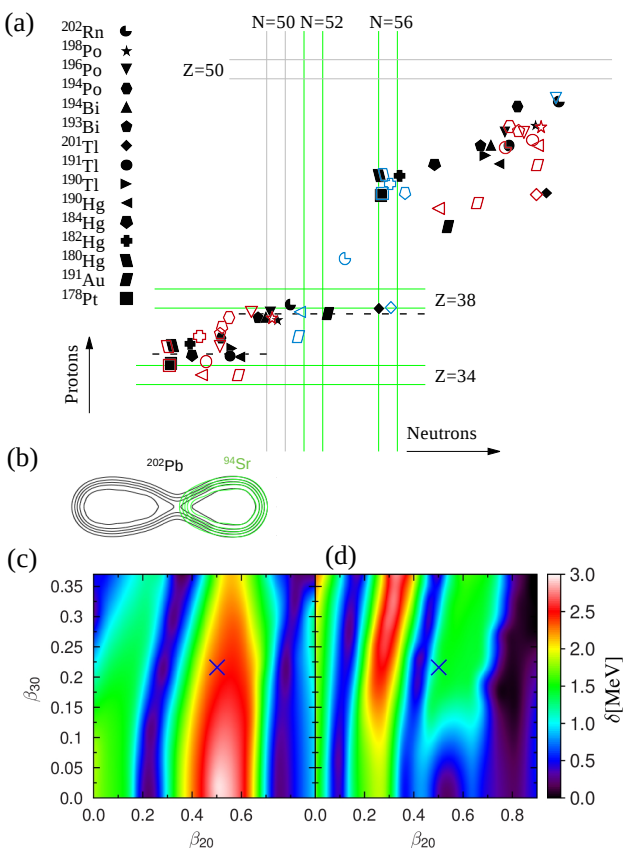 (a)
N=50 N=52 N=56
Z=50
²⁰²Rn
¹⁹⁸Po
¹⁹⁶Po
¹⁹⁴Po
¹⁹⁴Bi
¹⁹³Bi
²⁰¹Tl
¹⁹¹Tl
¹⁹⁰Tl
¹⁹⁰Hg
¹⁸⁴Hg
¹⁸²Hg
¹⁸⁰Hg
¹⁹¹Au
¹⁷⁸Pt
Z=38
Z=34
Protons
Neutrons
(b)
²⁰²Pb ⁹⁴Sr
(c) (d)
0.35
0.3
0.25
0.2
0.15
0.1
0.05
0.0
β₃₀
0.0 0.2 0.4 0.6 0.0 0.2 0.4 0.6 0.8
β₂₀ β₂₀
3.0
2.5
2.0
1.5
1.0
0.5
0.0
δ[MeV]